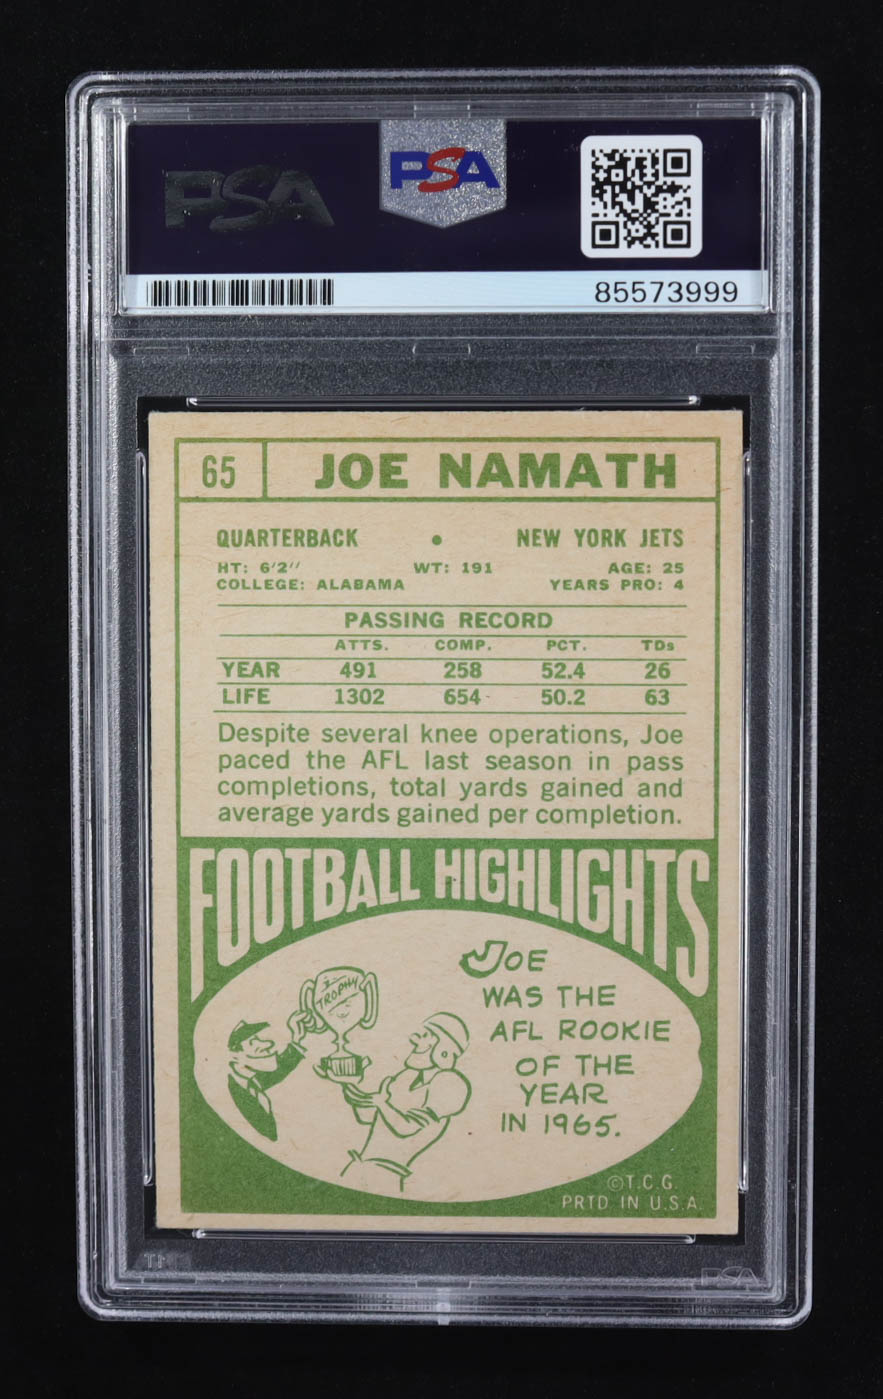 PSA
PSA
85573999
65 JOE NAMATH
QUARTERBACK • NEW YORK JETS
HT: 6'2" WT: 191 AGE: 25
COLLEGE: ALABAMA YEARS PRO: 4
PASSING RECORD
ATTS. COMP. PCT. TDs
YEAR 491 258 52.4 26
LIFE 1302 654 50.2 63
Despite several knee operations, Joe
paced the AFL last season in pass
completions, total yards gained and
average yards gained per completion.
FOOTBALL HIGHLIGHTS
TROPHY
JOE
WAS THE
AFL ROOKIE
OF THE
YEAR
IN 1965.
©T.C.G.
PRTD IN U.S.A.
PSA